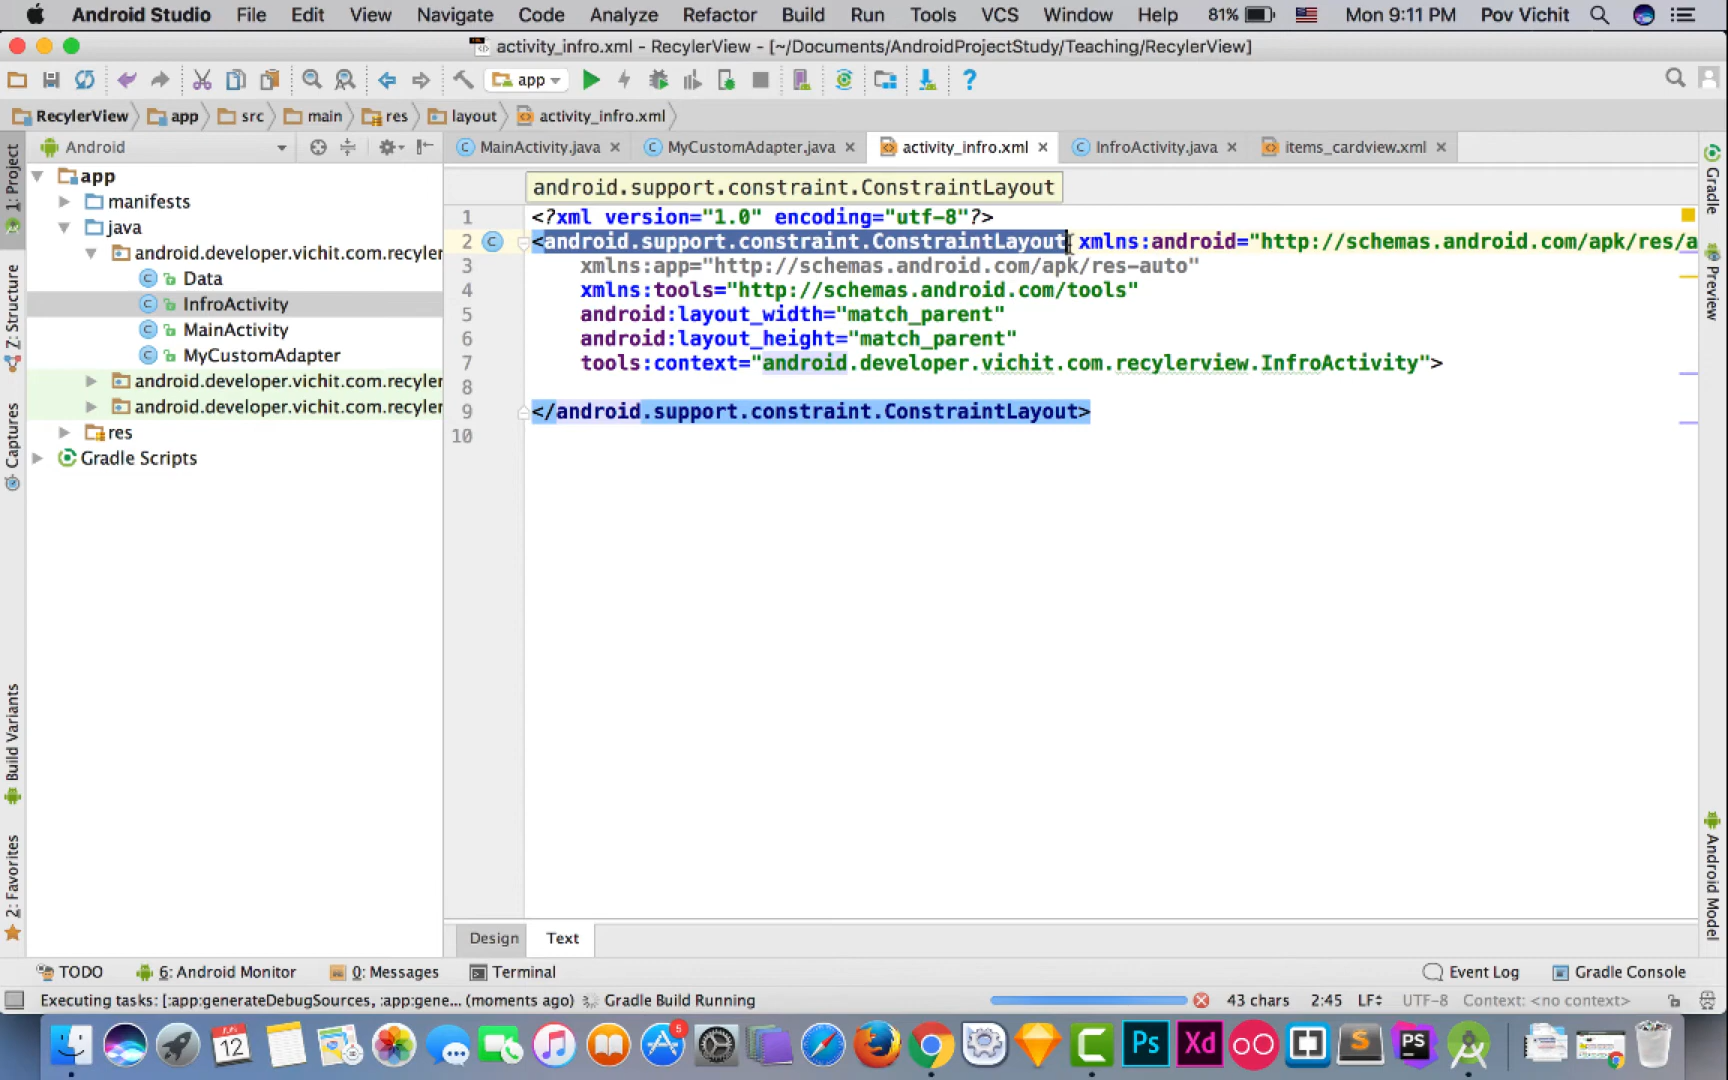 Android Studio File Edit View Navigate Code Analyze Refactor Build Run Tools VCS Window Help 81% Mon 9:11 PM Pov Vichit
activity_infro.xml - RecylerView - [~/Documents/AndroidProjectStudy/Teaching/RecylerView]
app
RecylerView app src main res layout activity_infro.xml
Android
MainActivity.java MyCustomAdapter.java activity_infro.xml InfroActivity.java items_cardview.xml
android.support.constraint.ConstraintLayout
app
manifests
java
android.developer.vichit.com.recyler
Data
InfroActivity
MainActivity
MyCustomAdapter
android.developer.vichit.com.recyler
android.developer.vichit.com.recyler
res
Gradle Scripts
1 <?xml version="1.0" encoding="utf-8"?>
2 <android.support.constraint.ConstraintLayout xmlns:android="http://schemas.android.com/apk/res/a
3 xmlns:app="http://schemas.android.com/apk/res-auto"
4 xmlns:tools="http://schemas.android.com/tools"
5 android:layout_width="match_parent"
6 android:layout_height="match_parent"
7 tools:context="android.developer.vichit.com.recylerview.InfroActivity">
8
9 </android.support.constraint.ConstraintLayout>
10
1: Project
Z: Structure
Captures
Build Variants
2: Favorites
Gradle
Preview
Android Model
Design Text
TODO 6: Android Monitor 0: Messages Terminal Event Log Gradle Console
Executing tasks: [:app:generateDebugSources, :app:gene... (moments ago) Gradle Build Running 43 chars 2:45 LF÷ UTF-8 Context: <no context>
JUN
12
5
Ps
Xd
S
PS